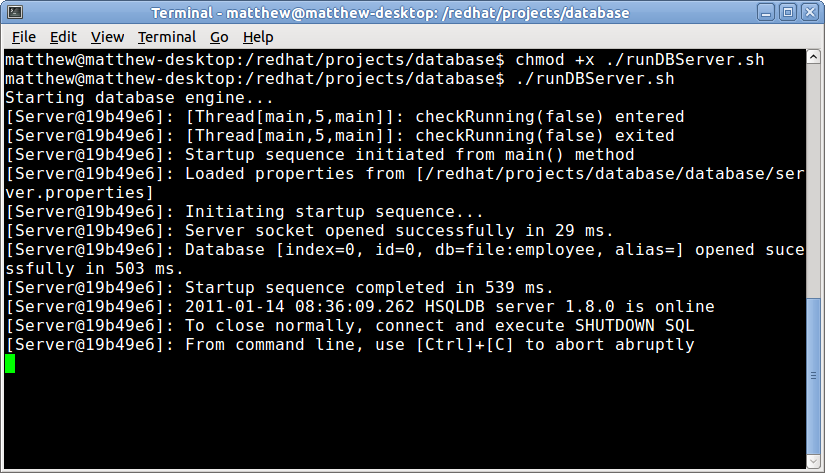 Terminal - matthew@matthew-desktop: /redhat/projects/database
File Edit View Terminal Go Help
matthew@matthew-desktop:/redhat/projects/database$ chmod +x ./runDBServer.sh
matthew@matthew-desktop:/redhat/projects/database$ ./runDBServer.sh
Starting database engine...
[Server@19b49e6]: [Thread[main,5,main]]: checkRunning(false) entered
[Server@19b49e6]: [Thread[main,5,main]]: checkRunning(false) exited
[Server@19b49e6]: Startup sequence initiated from main() method
[Server@19b49e6]: Loaded properties from [/redhat/projects/database/database/ser
ver.properties]
[Server@19b49e6]: Initiating startup sequence...
[Server@19b49e6]: Server socket opened successfully in 29 ms.
[Server@19b49e6]: Database [index=0, id=0, db=file:employee, alias=] opened suce
ssfully in 503 ms.
[Server@19b49e6]: Startup sequence completed in 539 ms.
[Server@19b49e6]: 2011-01-14 08:36:09.262 HSQLDB server 1.8.0 is online
[Server@19b49e6]: To close normally, connect and execute SHUTDOWN SQL
[Server@19b49e6]: From command line, use [Ctrl]+[C] to abort abruptly